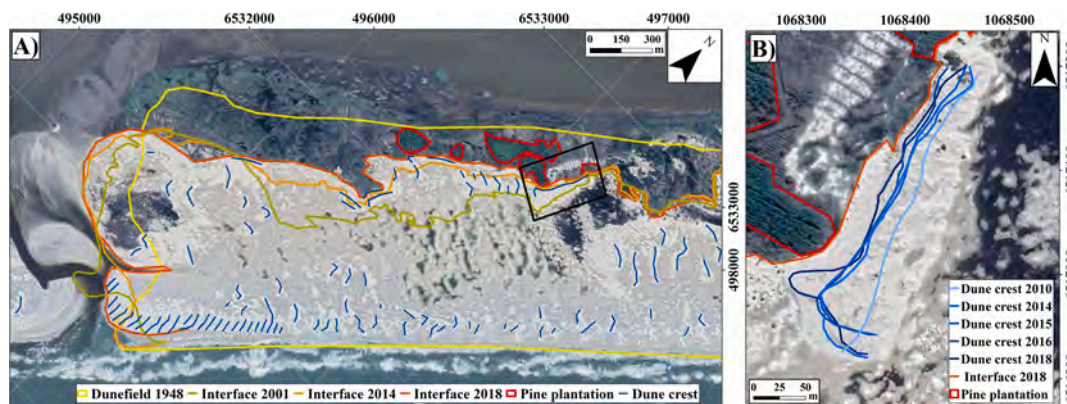 495000 6532000 496000 6533000 497000
A)
0 150 300
m
N
6533000
498000
Dunefield 1948 Interface 2001 Interface 2014 Interface 2018 Pine plantation Dune crest
1068300 1068400 1068500
B)
N
Dune crest 2010
Dune crest 2014
Dune crest 2015
Dune crest 2016
Dune crest 2018
Interface 2018
Pine plantation
0 25 50
m